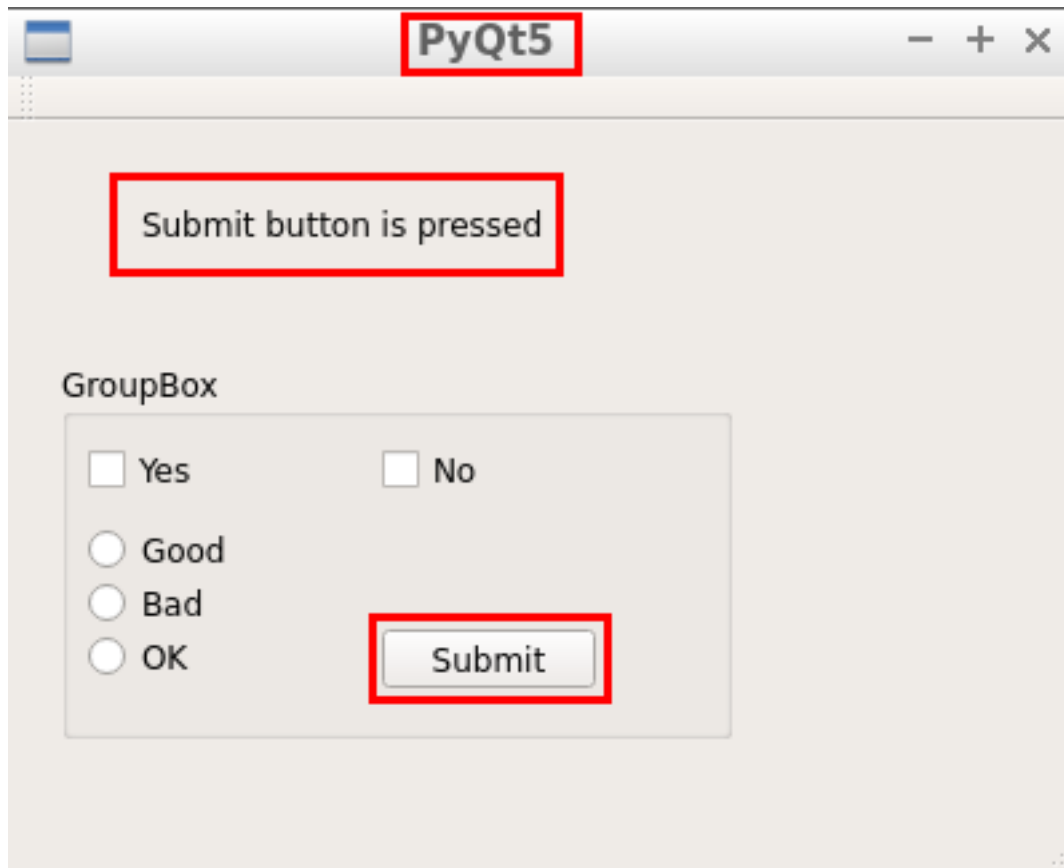 PyQt5
Submit button is pressed
GroupBox
Yes No
Good
Bad
OK Submit